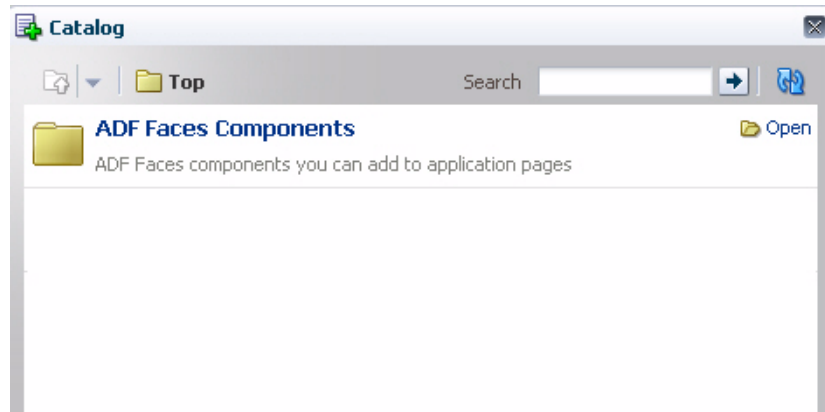 Catalog
Top Search
ADF Faces Components Open
ADF Faces components you can add to application pages